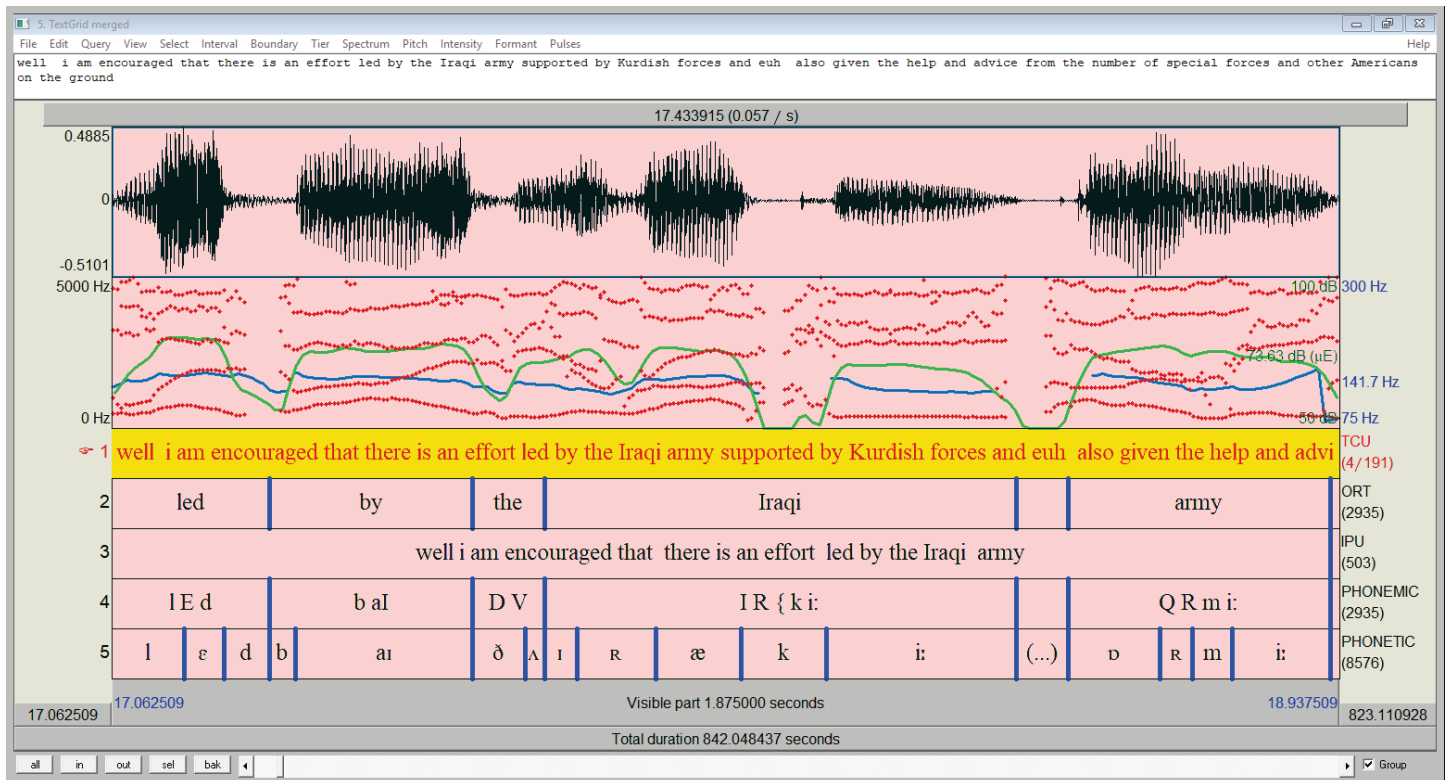 5. TextGrid merged
File Edit Query View Select Interval Boundary Tier Spectrum Pitch Intensity Formant Pulses Help
well i am encouraged that there is an effort led by the Iraqi army supported by Kurdish forces and euh also given the help and advice from the number of special forces and other Americans
on the ground
17.433915 (0.057 / s)
0.4885
0
-0.5101
5000 Hz 100 dB 300 Hz
73.63 dB (µE)
141.7 Hz
0 Hz 50 dB 75 Hz
1 well i am encouraged that there is an effort led by the Iraqi army supported by Kurdish forces and euh also given the help and advi TCU
(4/191)
2 led by the Iraqi army ORT
(2935)
3 well i am encouraged that there is an effort led by the Iraqi army IPU
(503)
4 l E d b aI D V I R { k i: Q R m i: PHONEMIC
(2935)
5 l ɛ d b aɪ ð ʌ ɪ ʀ æ k iː (...) ɒ ʀ m iː PHONETIC
(8576)
17.062509 Visible part 1.875000 seconds 18.937509
17.062509 823.110928
Total duration 842.048437 seconds
all in out sel bak Group